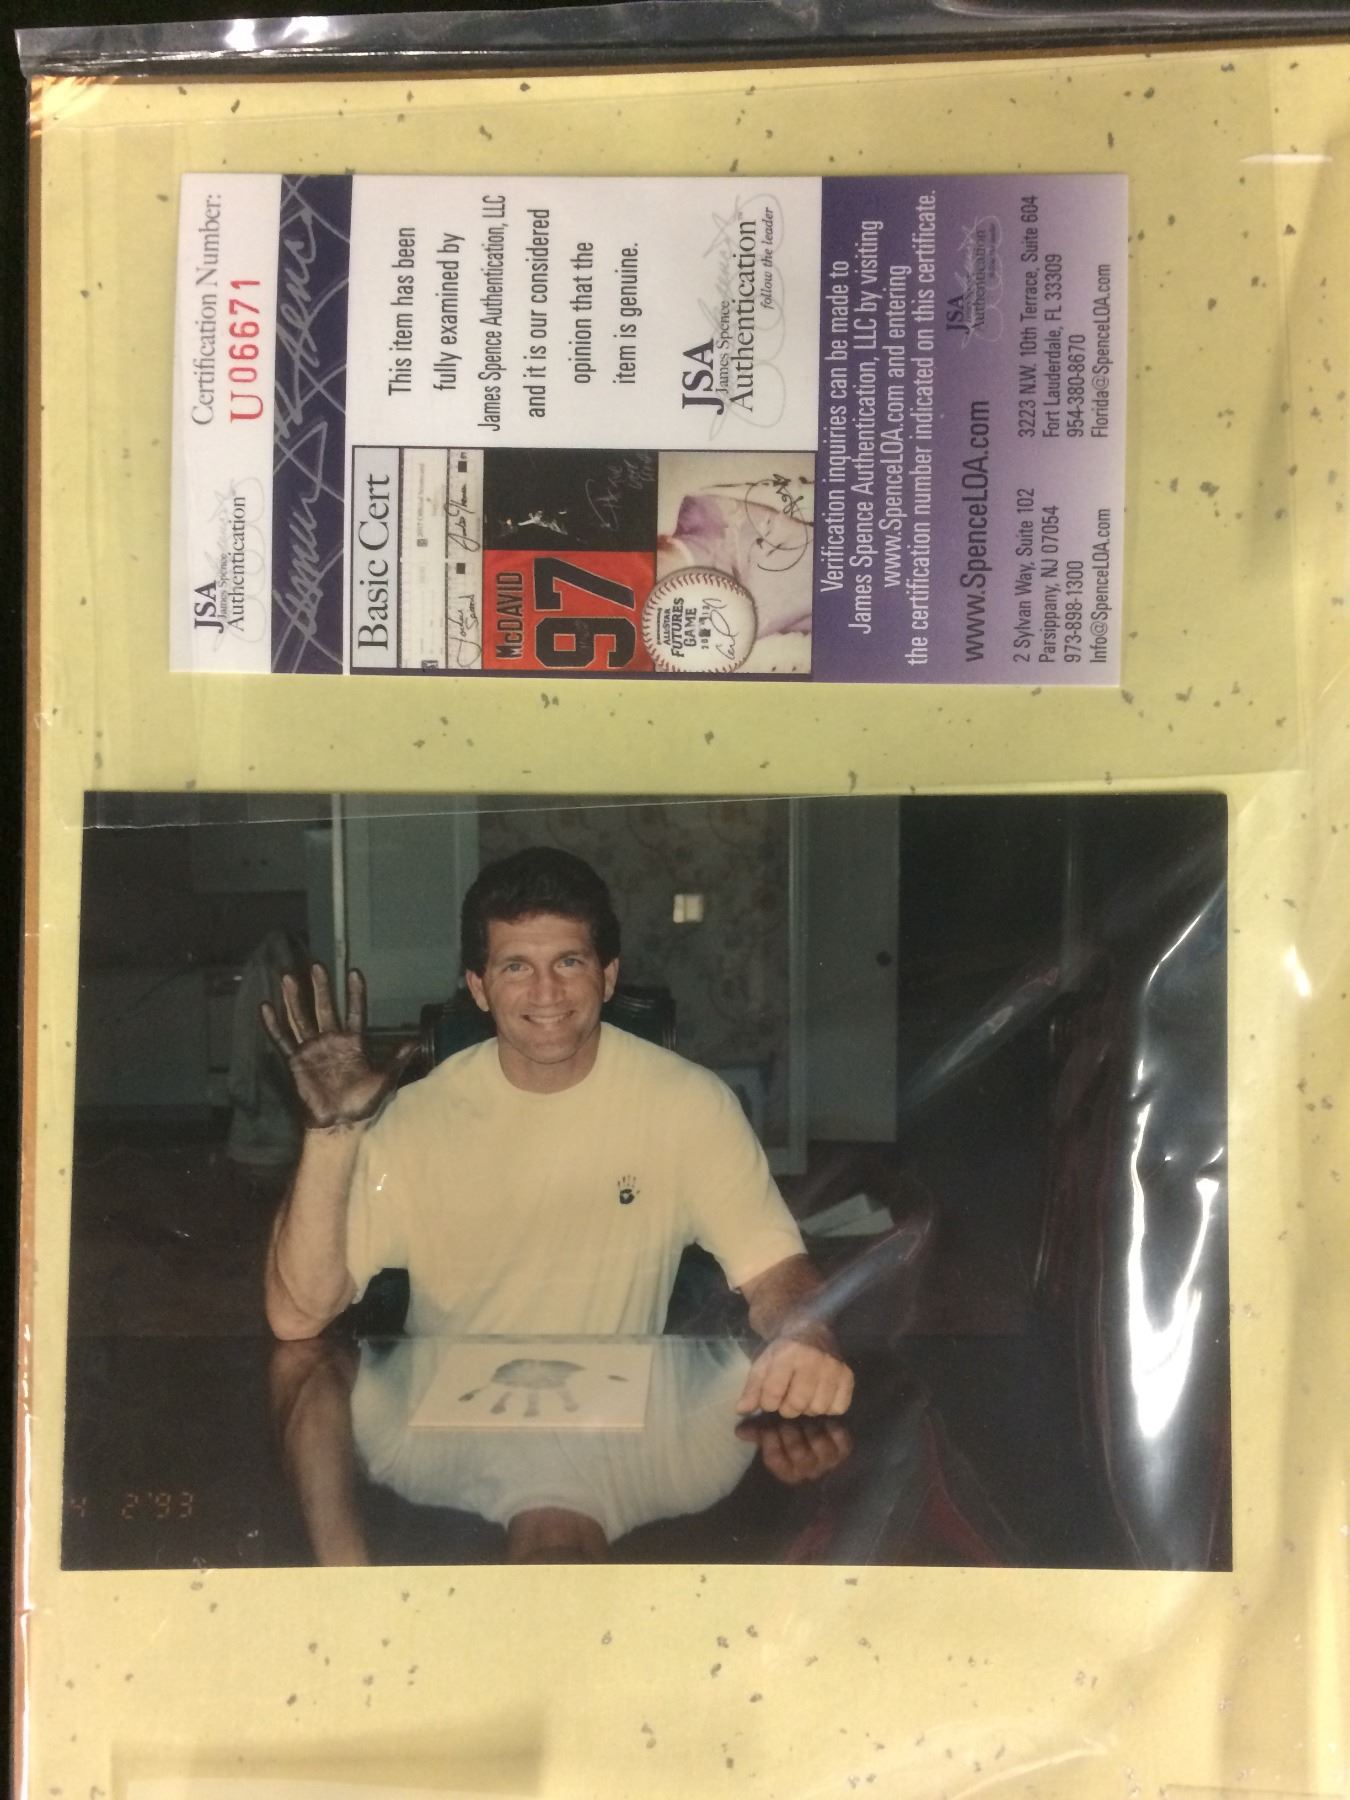 JSA
James Spence
Authentication
Certification Number:
U06671
Basic Cert
McDAVID
97
ALL-STAR
FUTURES
GAME
This item has been
fully examined by
James Spence Authentication, LLC
and it is our considered
opinion that the
item is genuine.
JSA
James Spence
Authentication™
follow the leader
Verification inquiries can be made to
James Spence Authentication, LLC by visiting
www.SpenceLOA.com and entering
the certification number indicated on this certificate.
www.SpenceLOA.com
JSA
Authentication
2 Sylvan Way, Suite 102
Parsippany, NJ 07054
973-898-1300
Info@SpenceLOA.com
3223 N.W. 10th Terrace, Suite 604
Fort Lauderdale, FL 33309
954-380-8670
Florida@SpenceLOA.com
4 2'93